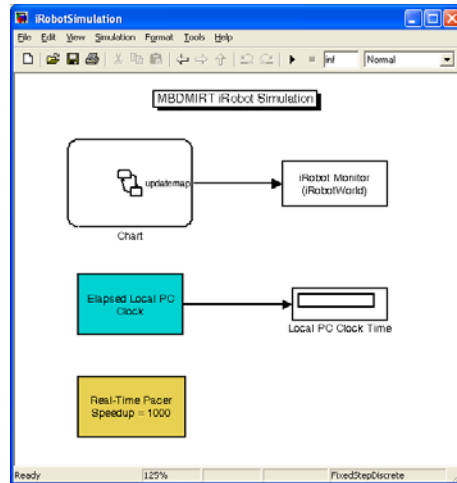 iRobotSimulation
File Edit View Simulation Format Tools Help
inf Normal
MBDMIRT iRobot Simulation
updatemap
iRobot Monitor
(iRobotWorld)
Chart
Elapsed Local PC
Clock
Local PC Clock Time
Real-Time Pacer
Speedup = 1000
Ready 125% FixedStepDiscrete